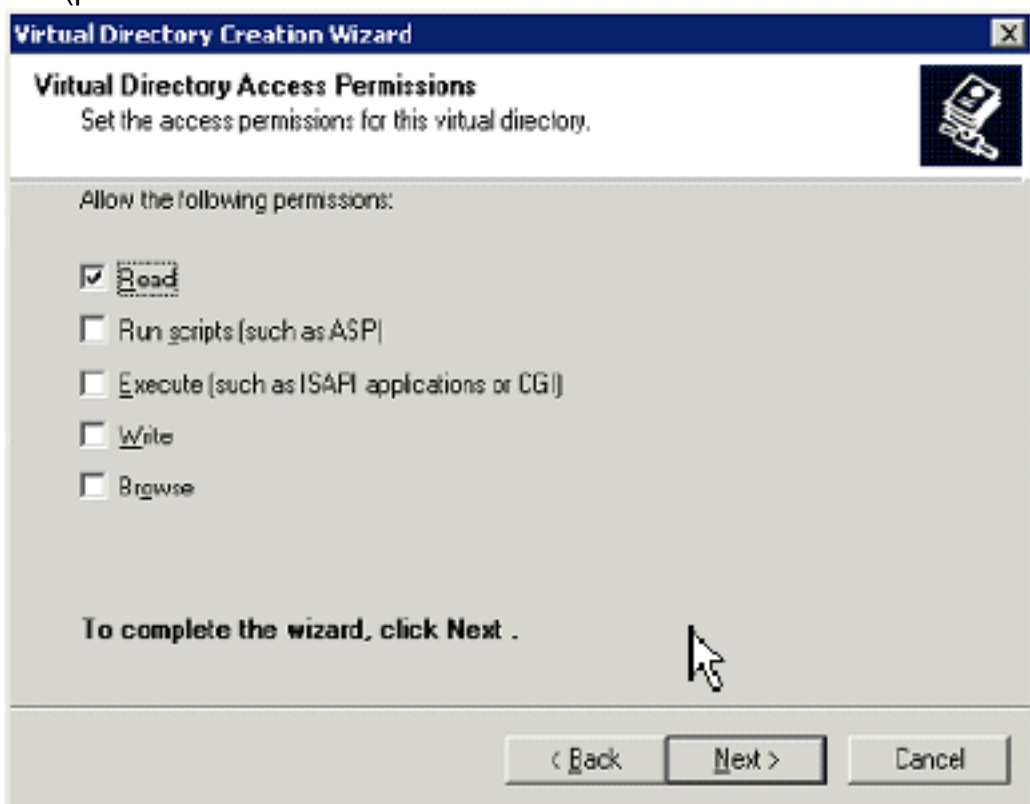 Virtual Directory Creation Wizard
Virtual Directory Access Permissions
Set the access permissions for this virtual directory.
Allow the following permissions:
Read
Run scripts (such as ASP)
Execute (such as ISAPI applications or CGI)
Write
Browse
To complete the wizard, click Next .
< Back Next > Cancel